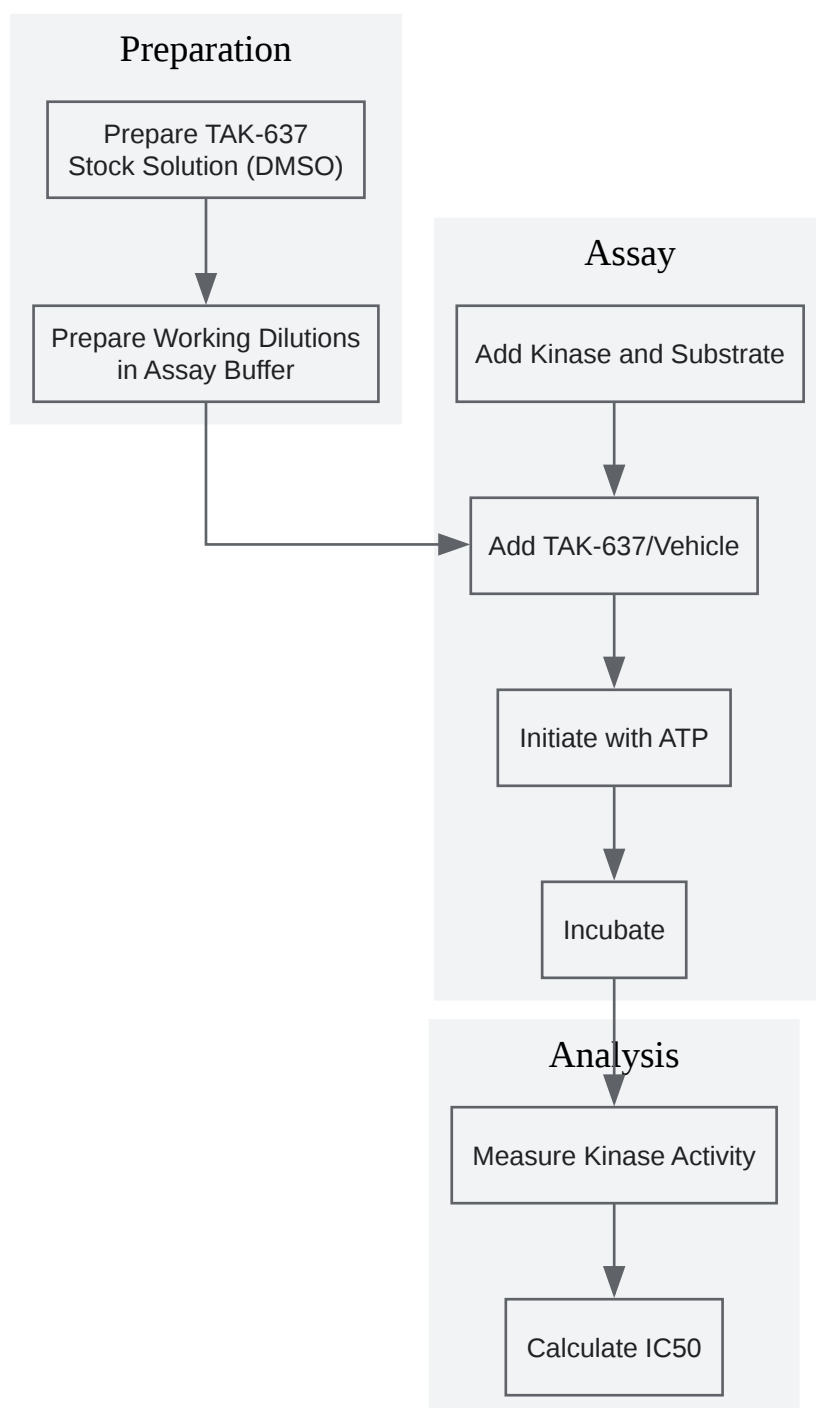 Preparation
Prepare TAK-637
Stock Solution (DMSO)
Prepare Working Dilutions
in Assay Buffer
Assay
Add Kinase and Substrate
Add TAK-637/Vehicle
Initiate with ATP
Incubate
Analysis
Measure Kinase Activity
Calculate IC50